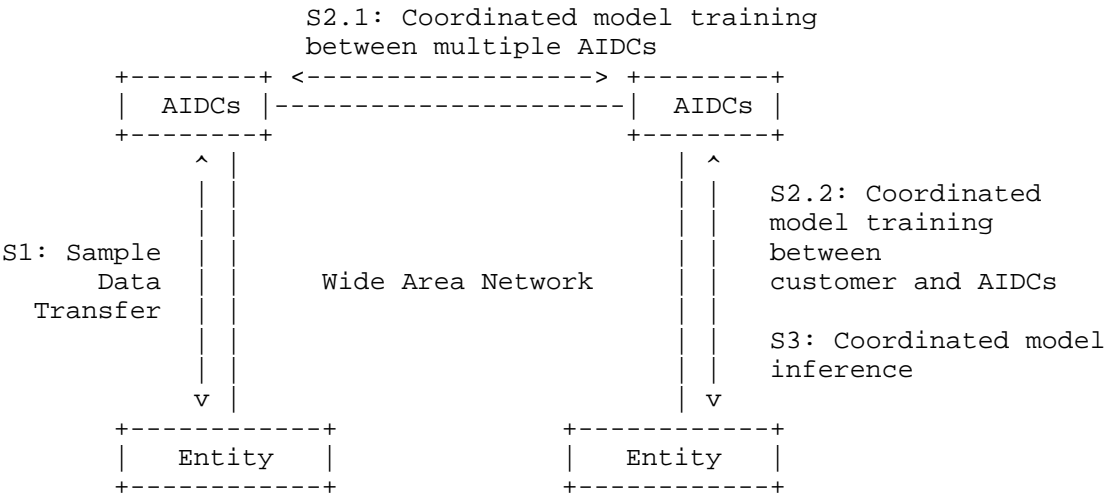 S2.1: Coordinated model training
between multiple AIDCs
AIDCs
AIDCs
S2.2: Coordinated
model training
between
customer and AIDCs
S1: Sample
Data
Transfer
Wide Area Network
S3: Coordinated model
inference
Entity
Entity